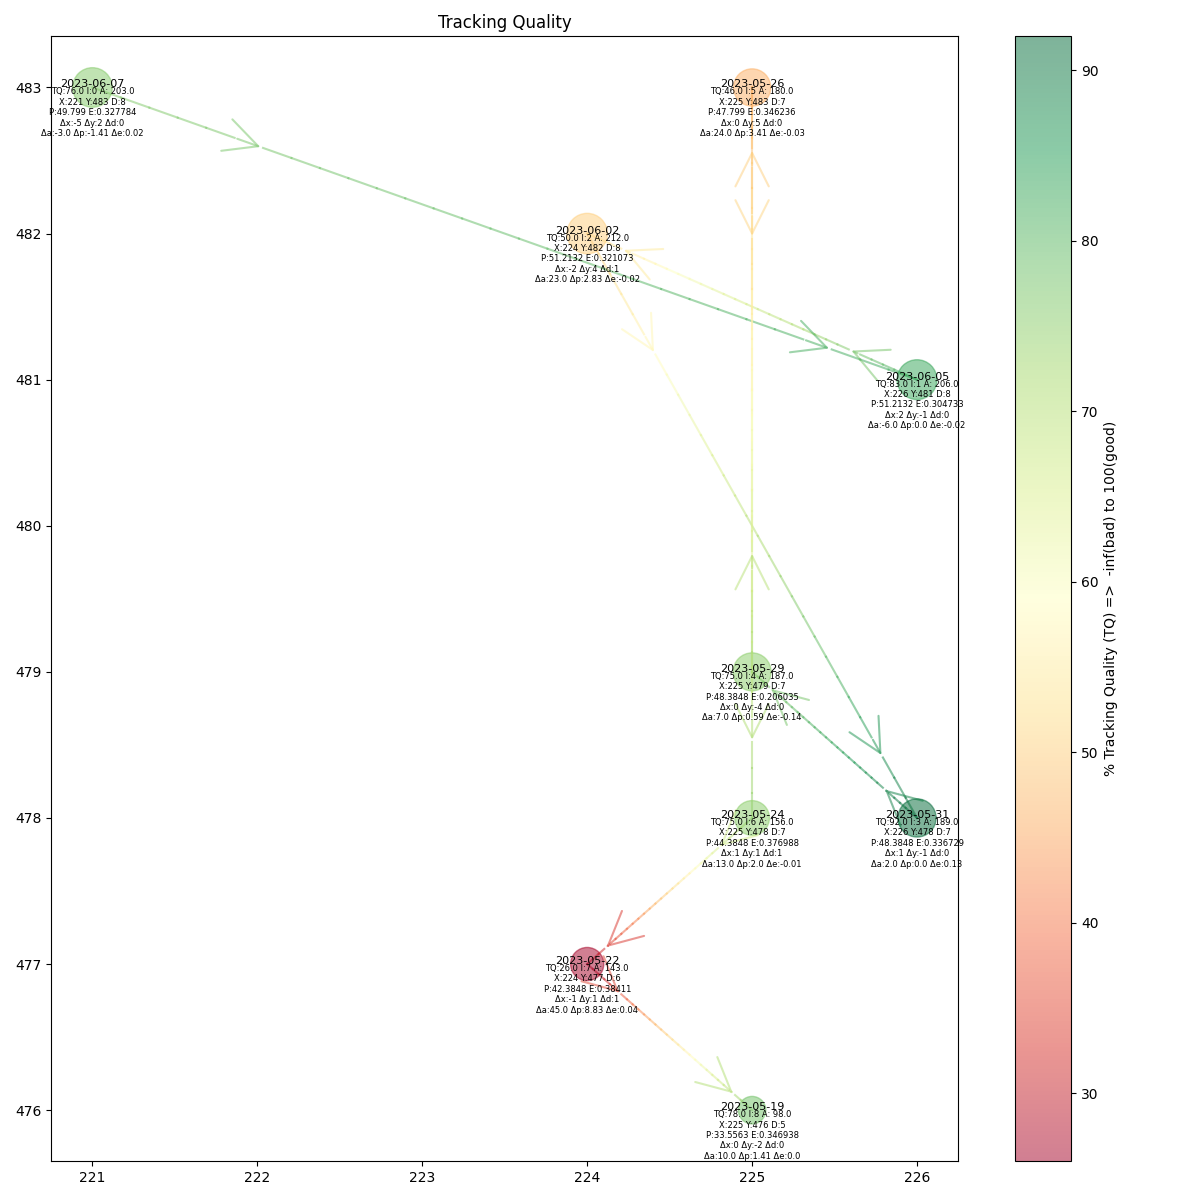 Tracking Quality
483
482
481
480
479
478
477
476
221
222
223
224
225
226
2023-06-07
TQ:76.0 I:0 A: 203.0
X:221 Y:483 D:8
P:49.799 E:0.327784
Δx:-5 Δy:2 Δd:0
Δa:-3.0 Δp:-1.41 Δe:0.02
2023-05-26
TQ:46.0 I:5 A: 180.0
X:225 Y:483 D:7
P:47.799 E:0.346236
Δx:0 Δy:5 Δd:0
Δa:24.0 Δp:3.41 Δe:-0.03
2023-06-02
TQ:50.0 I:2 A: 212.0
X:224 Y:482 D:8
P:51.2132 E:0.321073
Δx:-2 Δy:4 Δd:1
Δa:23.0 Δp:2.83 Δe:-0.02
2023-06-05
TQ:83.0 I:1 A: 206.0
X:226 Y:481 D:8
P:51.2132 E:0.304733
Δx:2 Δy:-1 Δd:0
Δa:-6.0 Δp:0.0 Δe:-0.02
2023-05-29
TQ:75.0 I:4 A: 187.0
X:225 Y:479 D:7
P:48.3848 E:0.206035
Δx:0 Δy:-4 Δd:0
Δa:7.0 Δp:0.59 Δe:-0.14
2023-05-24
TQ:75.0 I:6 A: 156.0
X:225 Y:478 D:7
P:44.3848 E:0.376988
Δx:1 Δy:1 Δd:1
Δa:13.0 Δp:2.0 Δe:-0.01
2023-05-31
TQ:92.0 I:3 A: 189.0
X:226 Y:478 D:7
P:48.3848 E:0.336729
Δx:1 Δy:-1 Δd:0
Δa:2.0 Δp:0.0 Δe:0.13
2023-05-22
TQ:26.0 I:7 A: 143.0
X:224 Y:477 D:6
P:42.3848 E:0.38411
Δx:-1 Δy:1 Δd:1
Δa:45.0 Δp:8.83 Δe:0.04
2023-05-19
TQ:78.0 I:8 A: 98.0
X:225 Y:476 D:5
P:33.5563 E:0.346938
Δx:0 Δy:-2 Δd:0
Δa:10.0 Δp:1.41 Δe:0.0
90
80
70
60
50
40
30
% Tracking Quality (TQ) => -inf(bad) to 100(good)